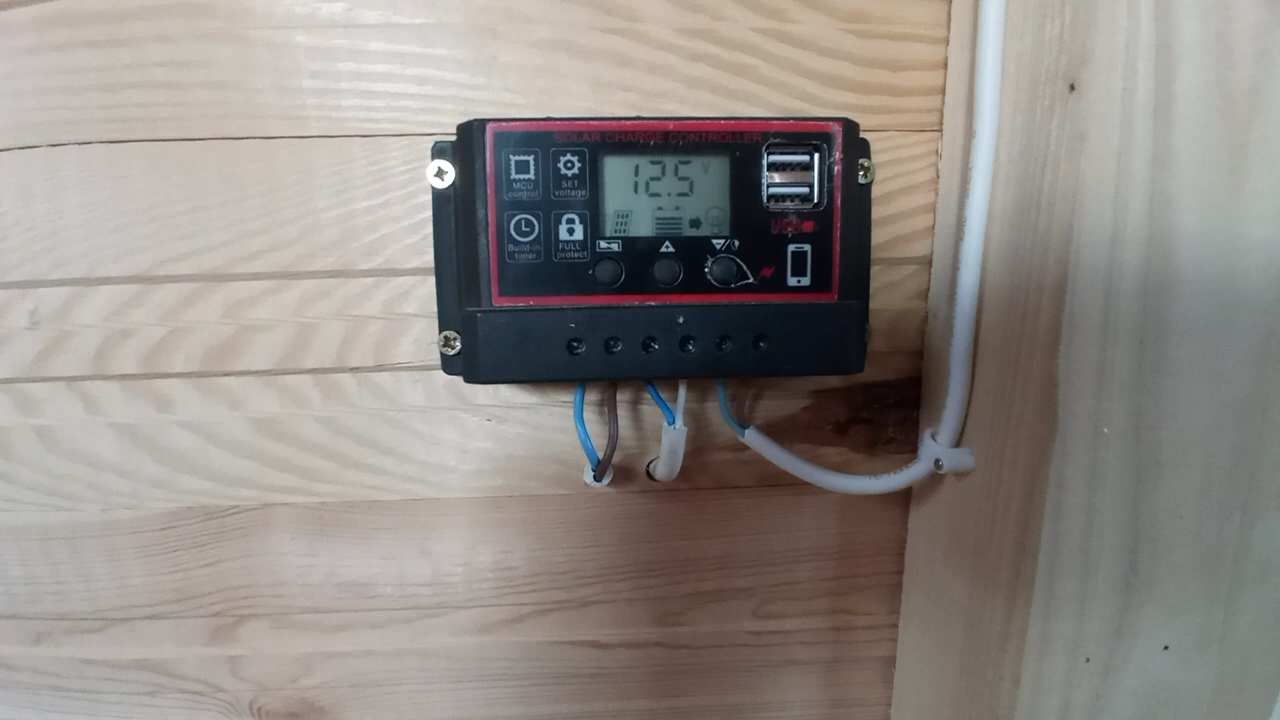 SOLAR CHARGE CONTROLLER
MCU
control
SET
voltage
12.5 V
Build-in
timer
FULL
protect
USB